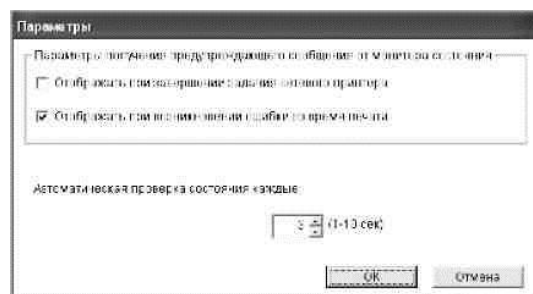 Параметры
Параметры получения предупреждающего сообщения от монитора состояния
Отображать при завершении задания сетевого принтера
Отображать при возникновении ошибки во время печати
Автоматическая проверка состояния каждые
3 (1-10 сек)
OK Отмена